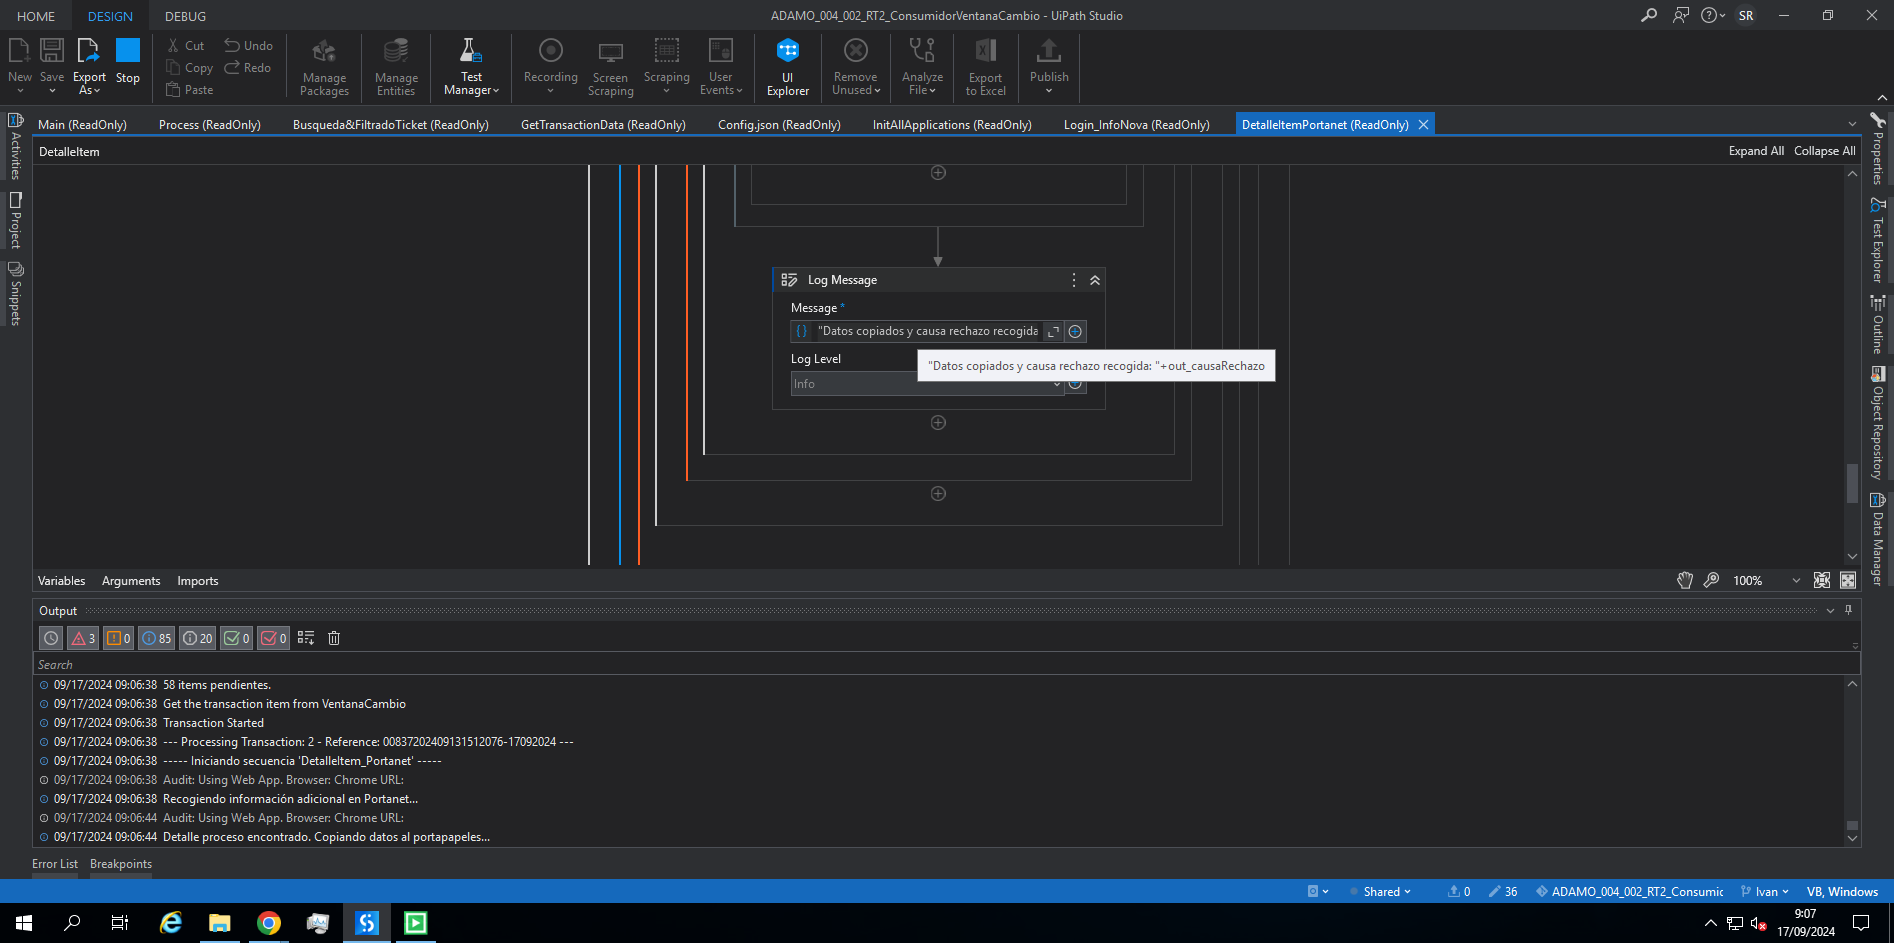 HOME DESIGN DEBUG ADAMO_004_002_RT2_ConsumidorVentanaCambio - UiPath Studio SR
New Save Export As Stop
Cut Undo
Copy Redo
Paste
Manage Packages Manage Entities Test Manager Recording Screen Scraping Scraping User Events UI Explorer Remove Unused Analyze File Export to Excel Publish
Main (ReadOnly) Process (ReadOnly) Busqueda&FiltradoTicket (ReadOnly) GetTransactionData (ReadOnly) Config.json (ReadOnly) InitAllApplications (ReadOnly) Login_InfoNova (ReadOnly) DetalleItemPortanet (ReadOnly)
DetalleItem Expand All Collapse All
Activities
Project
Snippets
Properties
Test Explorer
Outline
Object Repository
Data Manager
Log Message
Message *
"Datos copiados y causa rechazo recogida
Log Level
"Datos copiados y causa rechazo recogida: "+out_causaRechazo
Info
Variables Arguments Imports 100%
Output
3 0 85 20 0 0
Search
09/17/2024 09:06:38 58 items pendientes.
09/17/2024 09:06:38 Get the transaction item from VentanaCambio
09/17/2024 09:06:38 Transaction Started
09/17/2024 09:06:38 --- Processing Transaction: 2 - Reference: 00837202409131512076-17092024 ---
09/17/2024 09:06:38 ----- Iniciando secuencia 'DetalleItem_Portanet' -----
09/17/2024 09:06:38 Audit: Using Web App. Browser: Chrome URL:
09/17/2024 09:06:38 Recogiendo información adicional en Portanet...
09/17/2024 09:06:44 Audit: Using Web App. Browser: Chrome URL:
09/17/2024 09:06:44 Detalle proceso encontrado. Copiando datos al portapapeles...
Error List Breakpoints
Shared 0 36 ADAMO_004_002_RT2_Consumic Ivan VB, Windows
9:07
17/09/2024